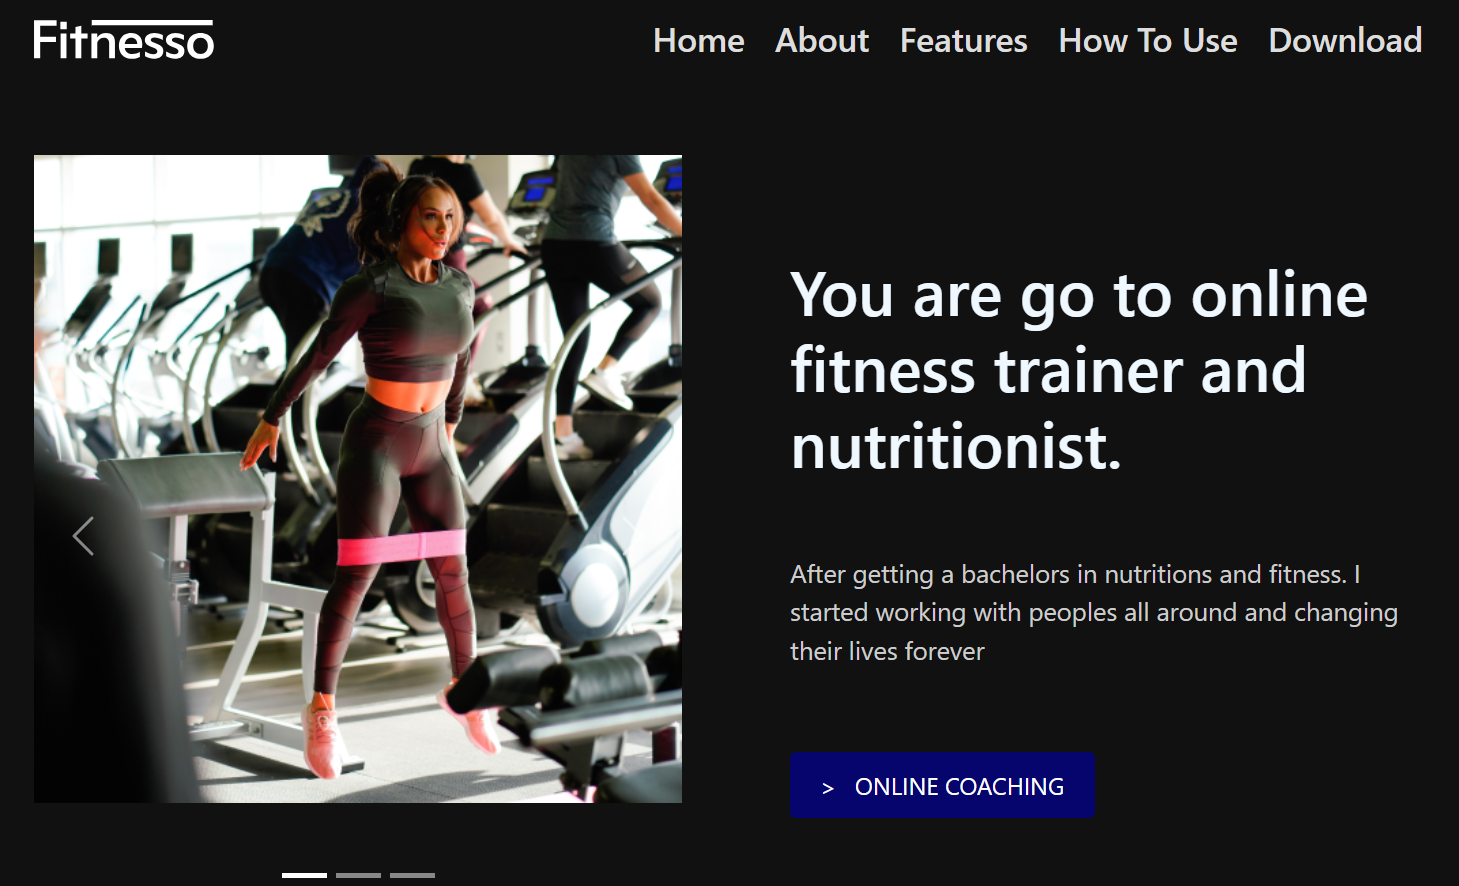 Fitnesso
Home About Features How To Use Download
You are go to online
fitness trainer and
nutritionist.
After getting a bachelors in nutritions and fitness. I
started working with peoples all around and changing
their lives forever
> ONLINE COACHING